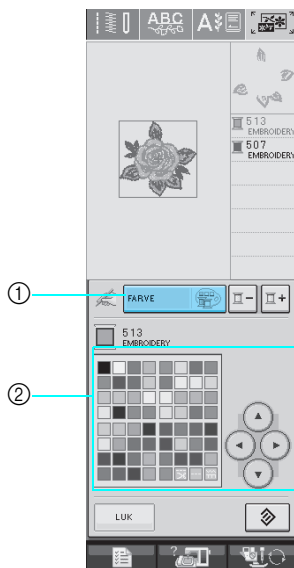 ABC
A
513
EMBROIDERY
507
EMBROIDERY
①
FARVE
- +
513
EMBROIDERY
②
LUK
?